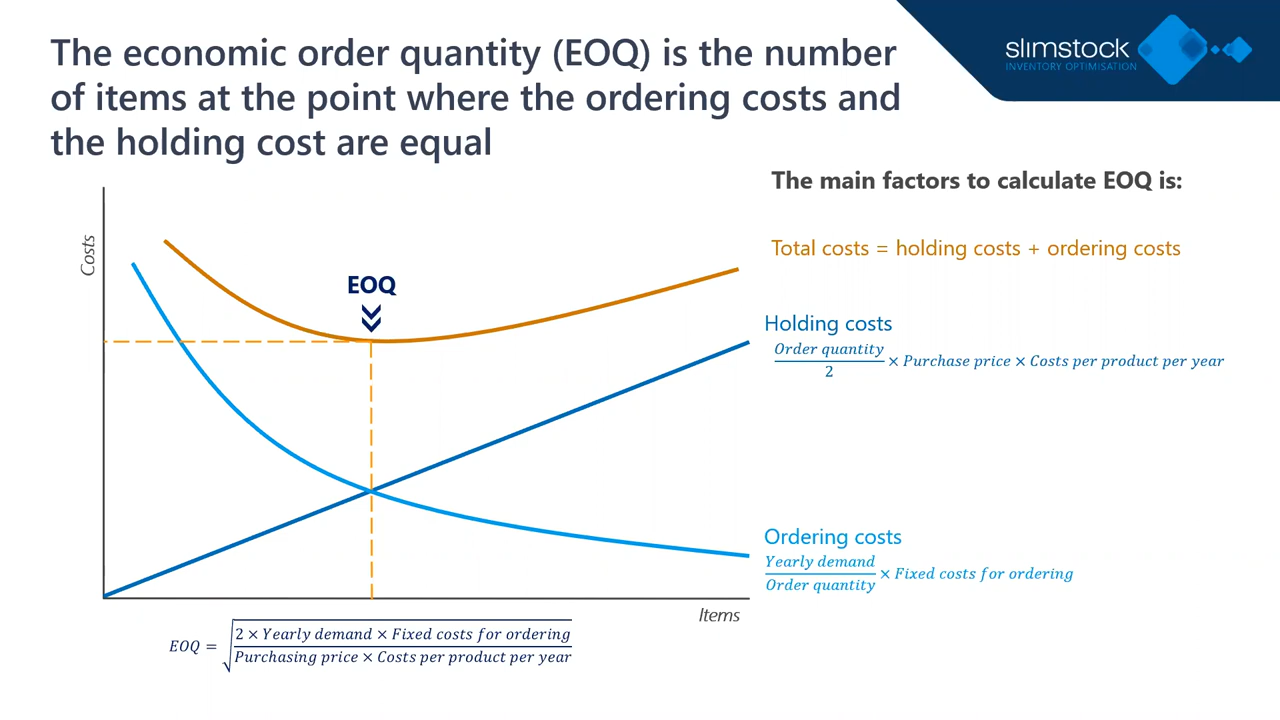 The economic order quantity (EOQ) is the number
of items at the point where the ordering costs and
the holding cost are equal
slimstock
INVENTORY OPTIMISATION
The main factors to calculate EOQ is:
Total costs = holding costs + ordering costs
Costs
EOQ
Holding costs
Order quantity
2
× Purchase price × Costs per product per year
Ordering costs
Yearly demand
Order quantity
× Fixed costs for ordering
Items
EOQ = √
2 × Yearly demand × Fixed costs for ordering
Purchasing price × Costs per product per year